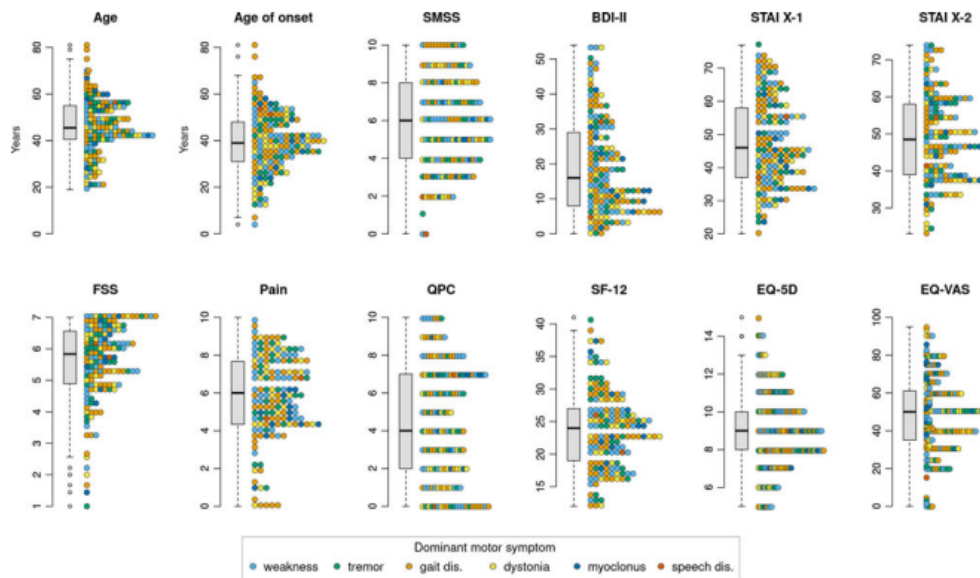 Age Age of onset SMSS BDI-II STAI X-1 STAI X-2
Years
0 20 40 60 80
Years
0 20 40 60 80
0 2 4 6 8 10
0 10 20 30 40 50
20 30 40 50 60 70
30 40 50 60 70
FSS Pain QPC SF-12 EQ-5D EQ-VAS
1 2 3 4 5 6 7
0 2 4 6 8 10
0 2 4 6 8 10
15 20 25 30 35 40
6 8 10 12 14
0 20 40 60 80 100
Dominant motor symptom
weakness tremor gait dis. dystonia myoclonus speech dis.